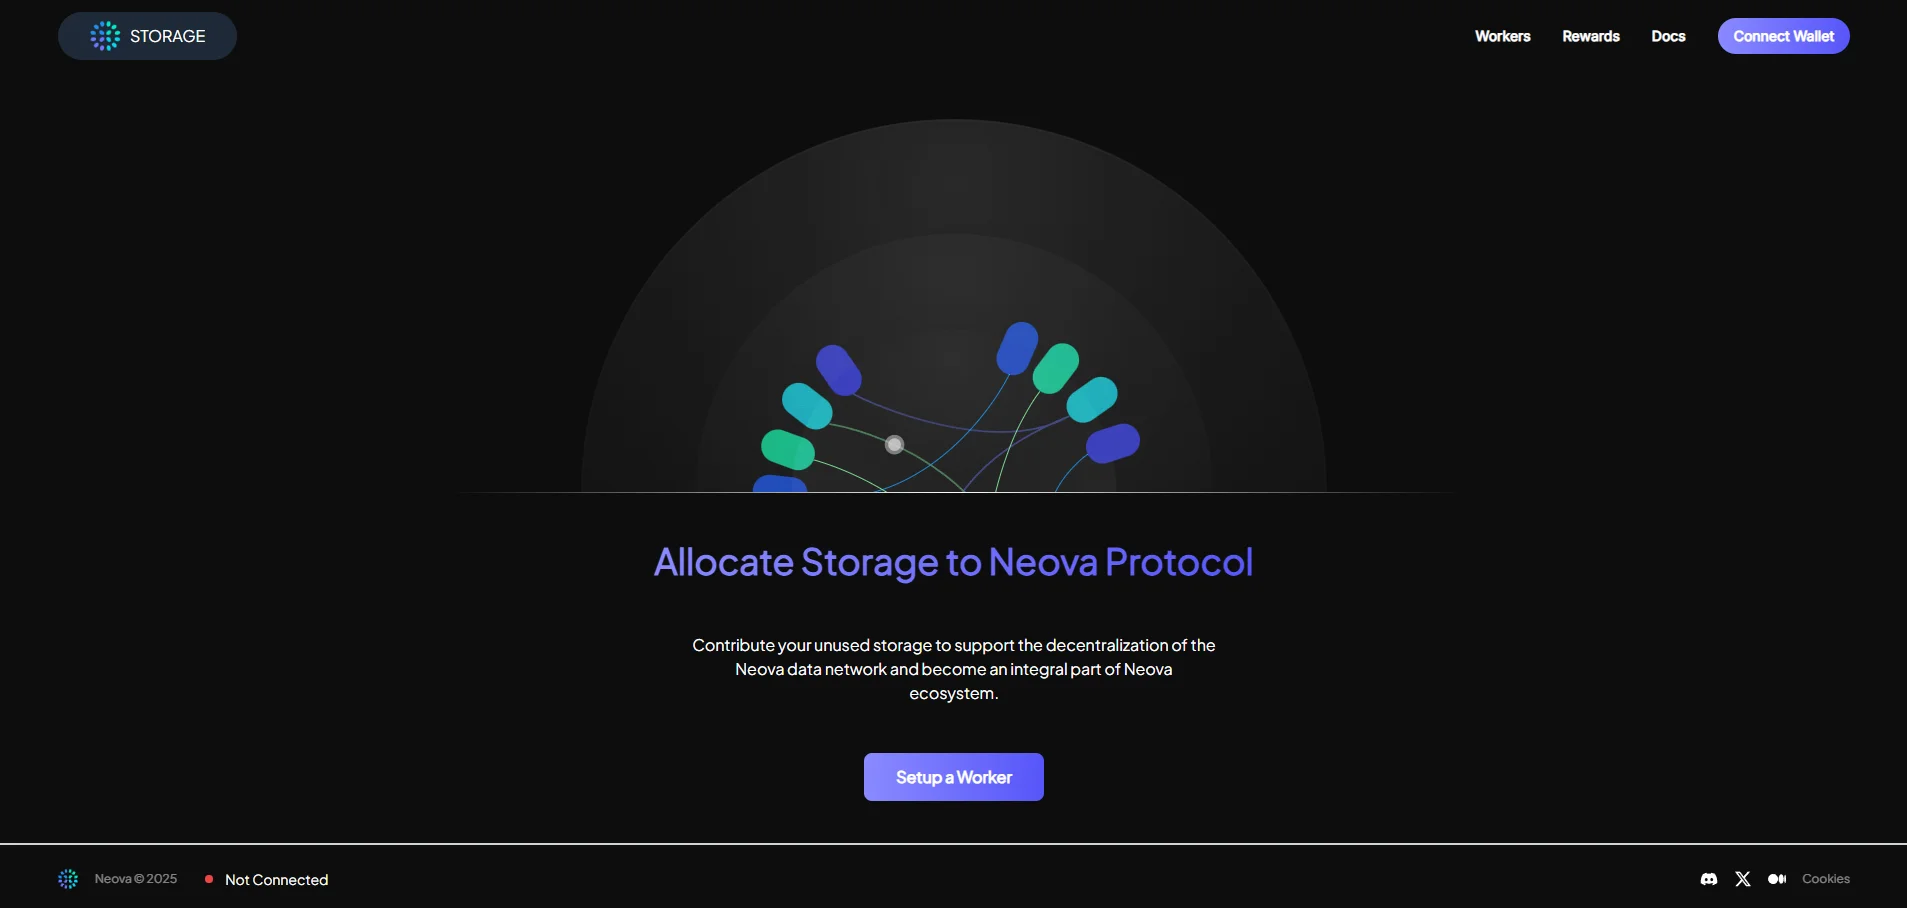 STORAGE
Workers
Rewards
Docs
Connect Wallet
Allocate Storage to Neova Protocol
Contribute your unused storage to support the decentralization of the
Neova data network and become an integral part of Neova
ecosystem.
Setup a Worker
Neova © 2025
Not Connected
Cookies